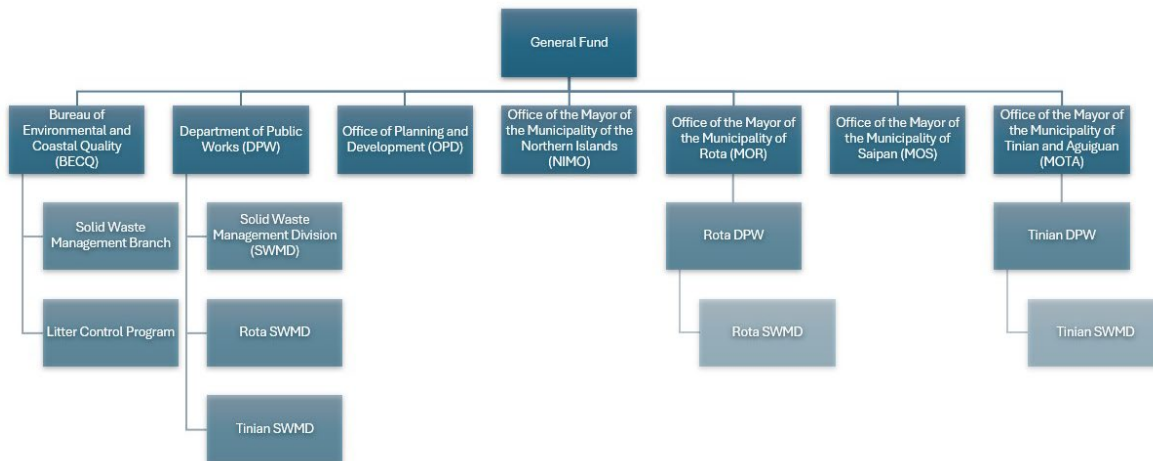 General Fund
Bureau of
Environmental and
Coastal Quality
(BECQ)
Department of Public
Works (DPW)
Office of Planning and
Development (OPD)
Office of the Mayor of
the Municipality of the
Northern Islands
(NIMO)
Office of the Mayor of
the Municipality of
Rota (MOR)
Office of the Mayor of
the Municipality of
Saipan (MOS)
Office of the Mayor of
the Municipality of
Tinian and Aguiguan
(MOTA)
Solid Waste
Management Branch
Solid Waste
Management Division
(SWMD)
Rota DPW
Tinian DPW
Litter Control Program
Rota SWMD
Rota SWMD
Tinian SWMD
Tinian SWMD